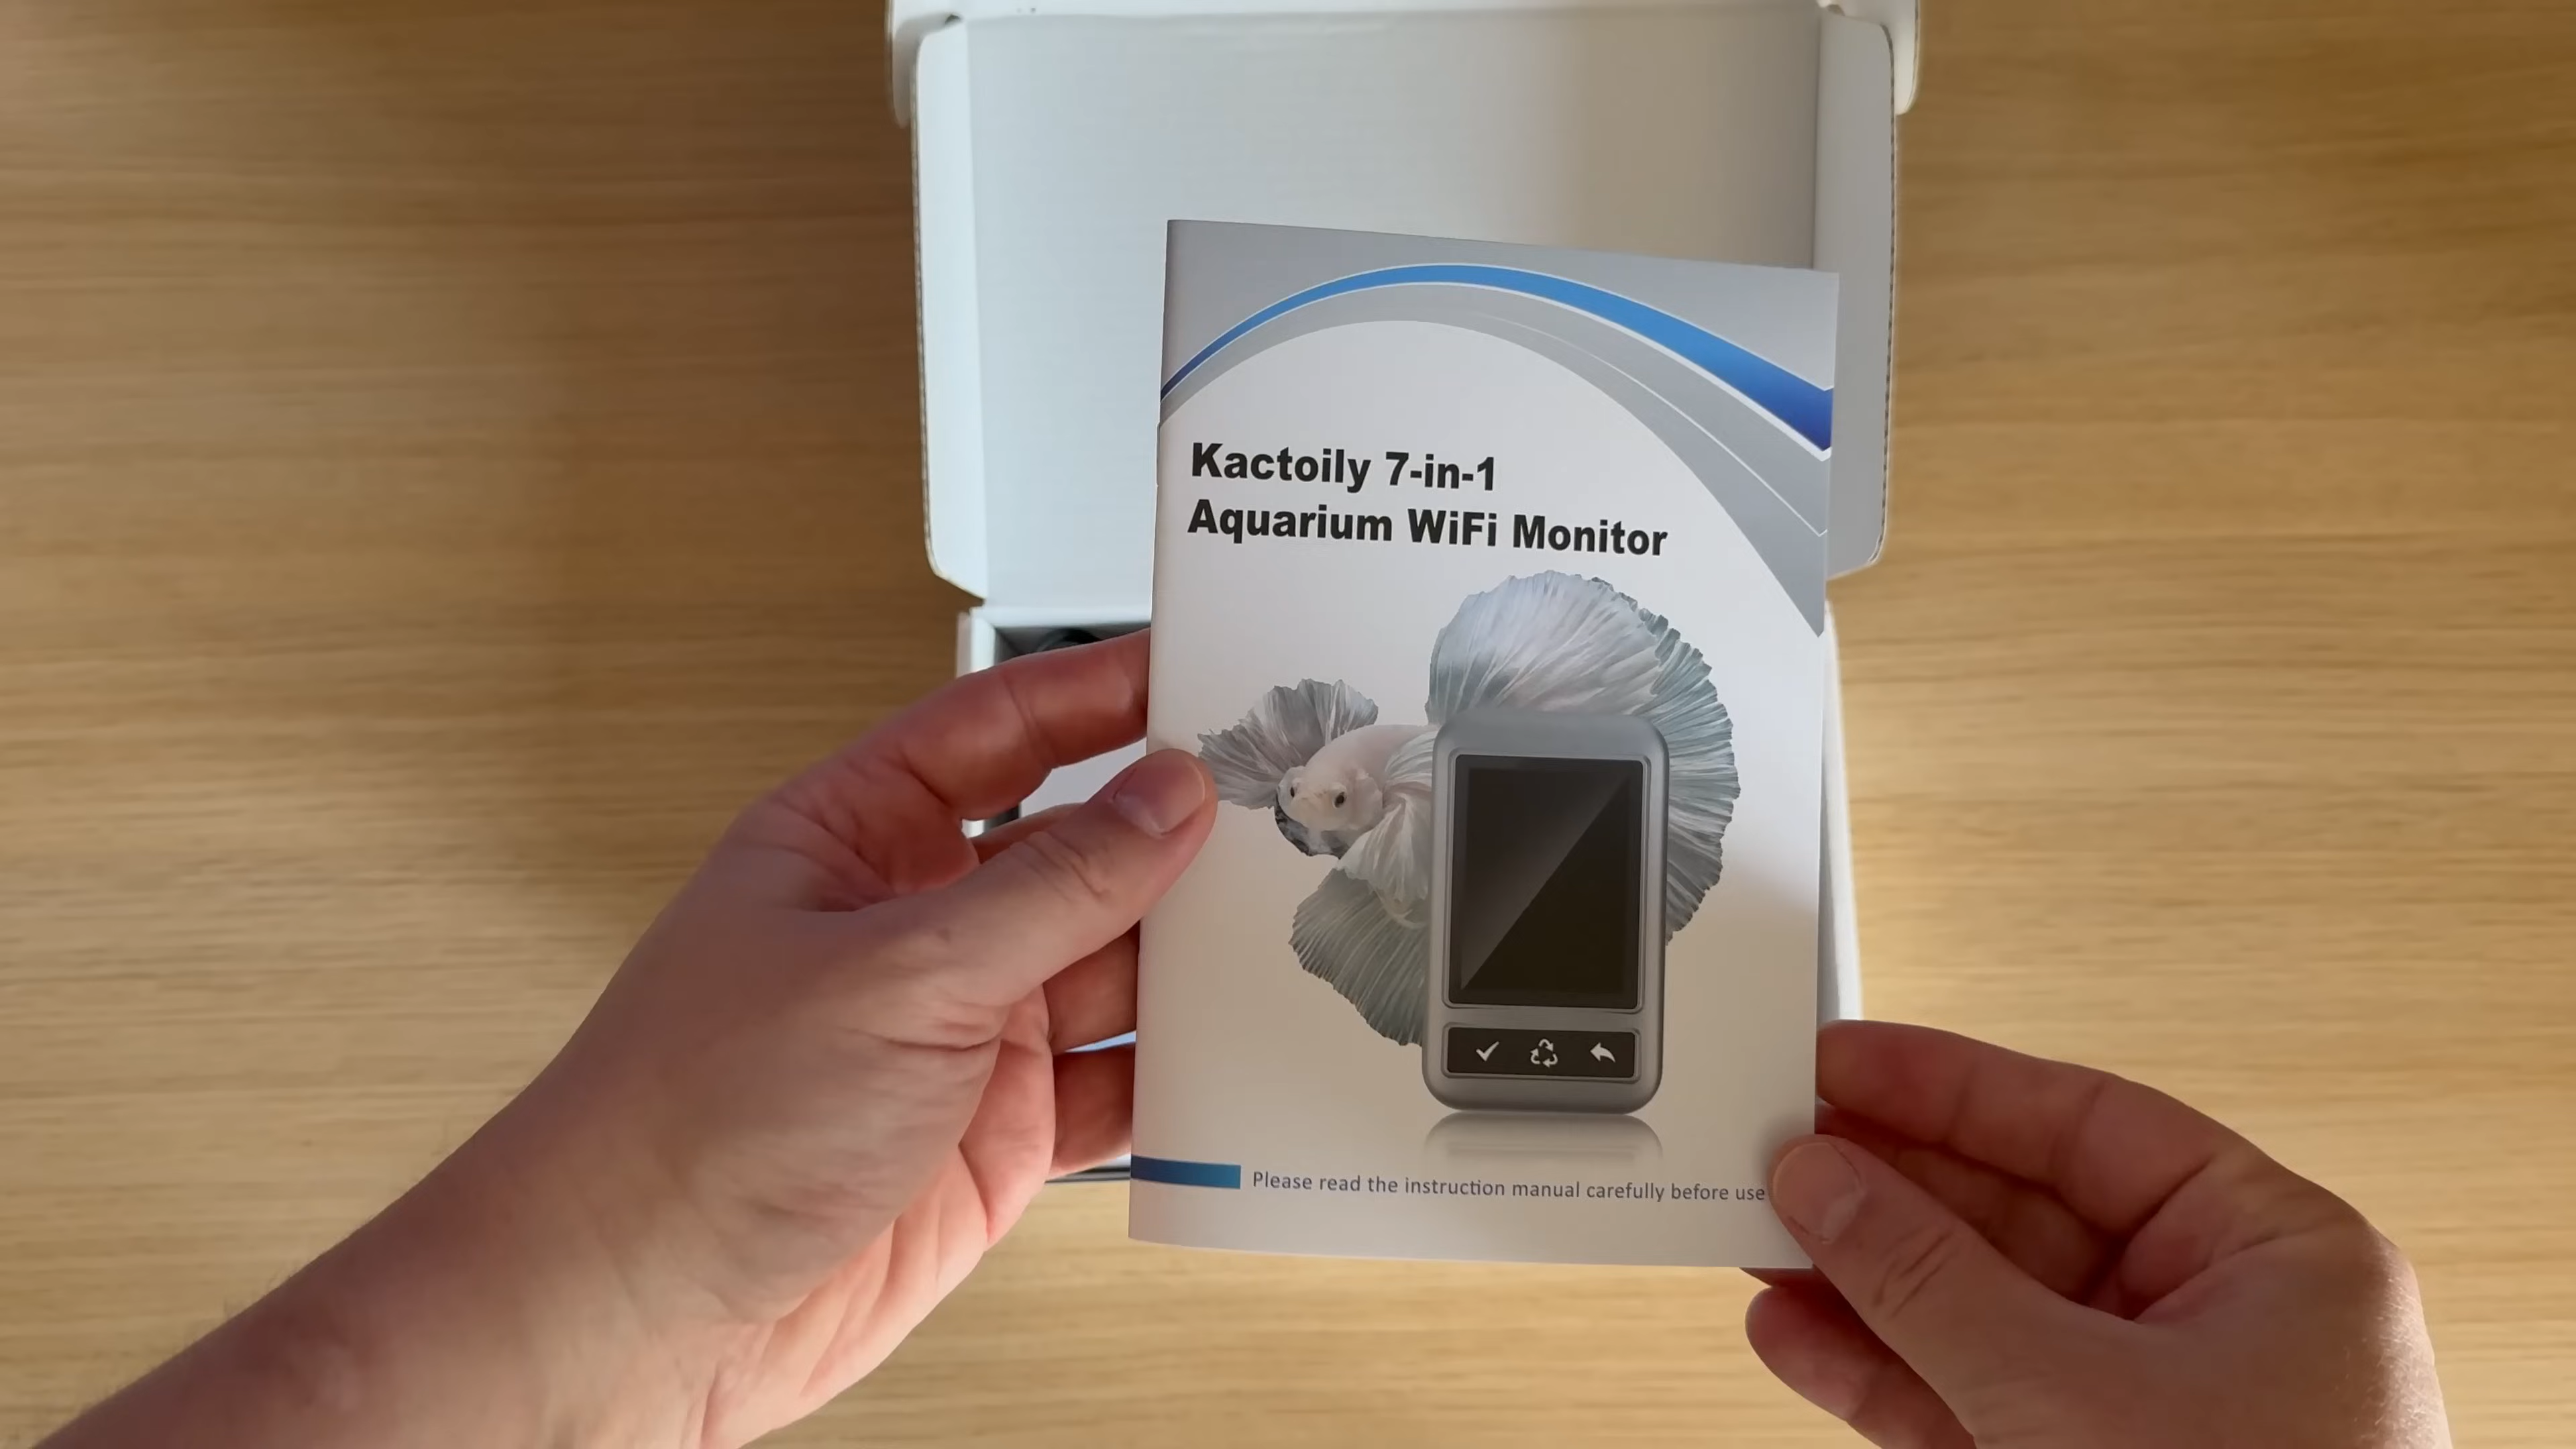 Kactoily 7-in-1
Aquarium WiFi Monitor
Please read the instruction manual carefully before use